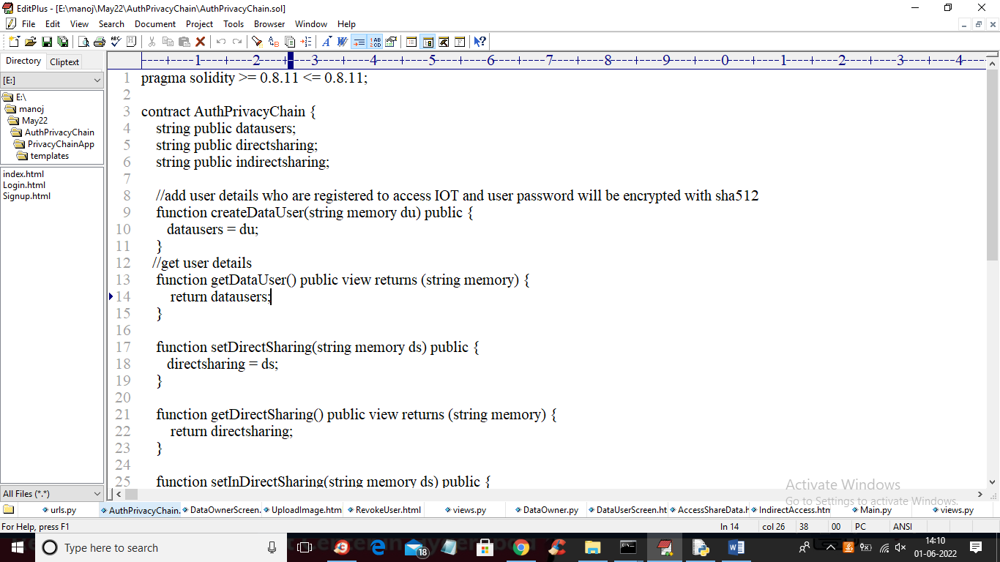 EditPlus - [E:\manoj\May22\AuthPrivacyChain\AuthPrivacyChain.sol]
File Edit View Search Document Project Tools Browser Window Help
Directory Cliptext
[E:]
E:\
manoj
May22
AuthPrivacyChain
PrivacyChainApp
templates
index.html
Login.html
Signup.html
All Files (*.*)
----+----1----+----2----+----3----+----4----+----5----+----6----+----7----+----8----+----9----+----0----+----1----+----2----+----3----+----4----
1 pragma solidity >= 0.8.11 <= 0.8.11;
2
3 contract AuthPrivacyChain {
4 string public datausers;
5 string public directsharing;
6 string public indirectsharing;
7
8 //add user details who are registered to access IOT and user password will be encrypted with sha512
9 function createDataUser(string memory du) public {
10 datausers = du;
11 }
12 //get user details
13 function getDataUser() public view returns (string memory) {
14 return datausers;
15 }
16
17 function setDirectSharing(string memory ds) public {
18 directsharing = ds;
19 }
20
21 function getDirectSharing() public view returns (string memory) {
22 return directsharing;
23 }
24
25 function setInDirectSharing(string memory ds) public {
Activate Windows
Go to Settings to activate Windows.
urls.py AuthPrivacyChain. DataOwnerScreen. UploadImage.htm RevokeUser.html views.py DataOwner.py DataUserScreen.ht AccessShareData.h IndirectAccess.htm Main.py views.py
For Help, press F1 ln 14 col 26 38 00 PC ANSI
Type here to search 18 14:10
01-06-2022